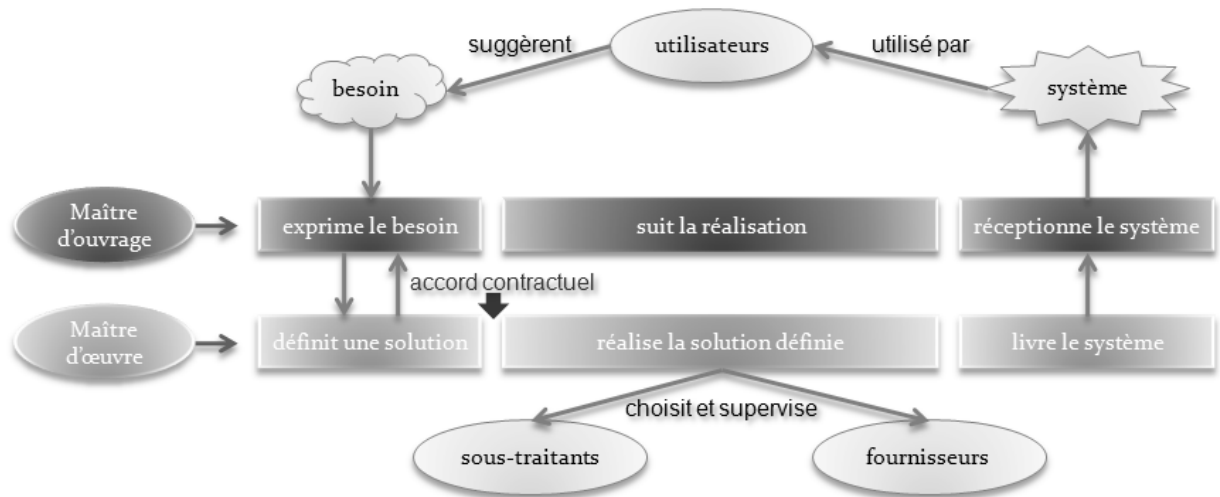 suggèrent
utilisateurs
utilisé par
besoin
système
Maître
d'ouvrage
exprime le besoin
suit la réalisation
réceptionne le système
accord contractuel
Maître
d'œuvre
définit une solution
réalise la solution définie
livre le système
choisit et supervise
sous-traitants
fournisseurs